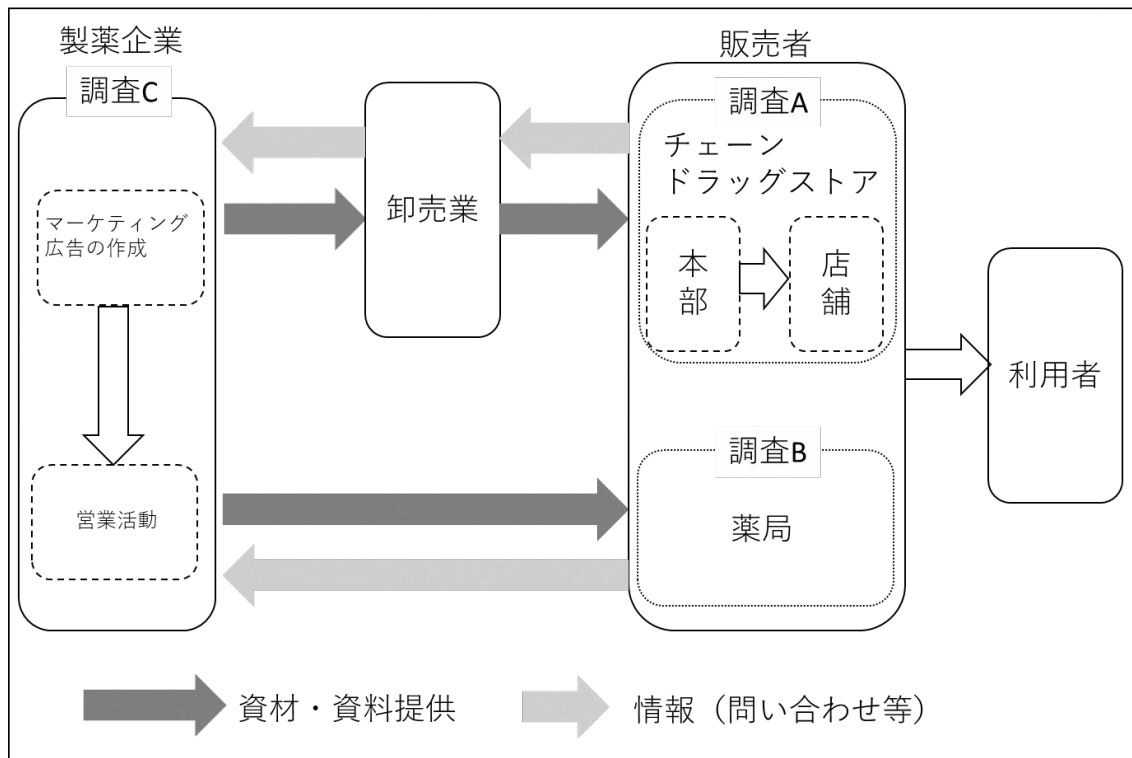 製薬企業
調査C
マーケティング
広告の作成
営業活動
卸売業
販売者
調査A
チェーン
ドラッグストア
本部
店舗
調査B
薬局
利用者
資材・資料提供
情報（問い合わせ等）